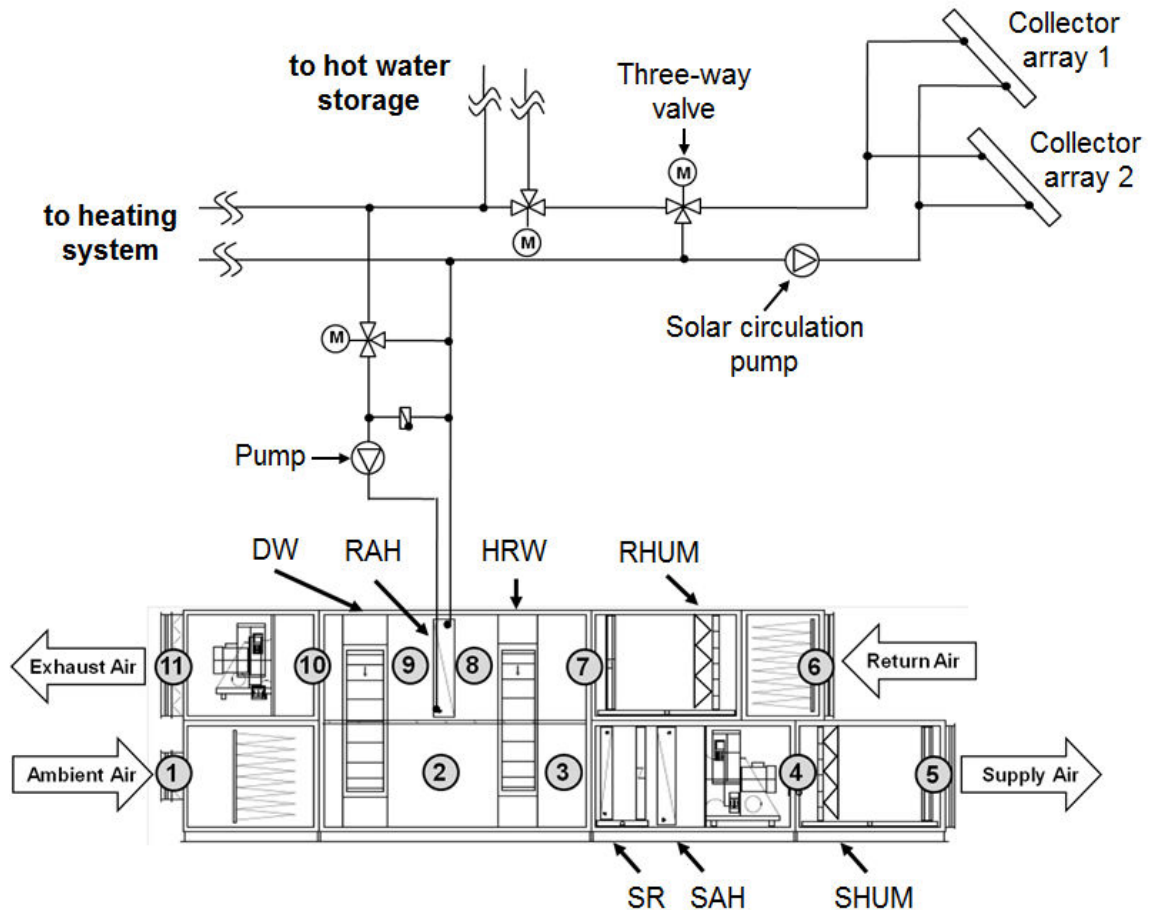 Collector
array 1
to hot water
storage
Three-way
valve
M
Collector
array 2
to heating
system
M
Solar circulation
pump
M
Pump
DW
RAH
HRW
RHUM
Exhaust Air
11
10
9
8
7
6
Return Air
Ambient Air
1
2
3
4
5
Supply Air
SR
SAH
SHUM